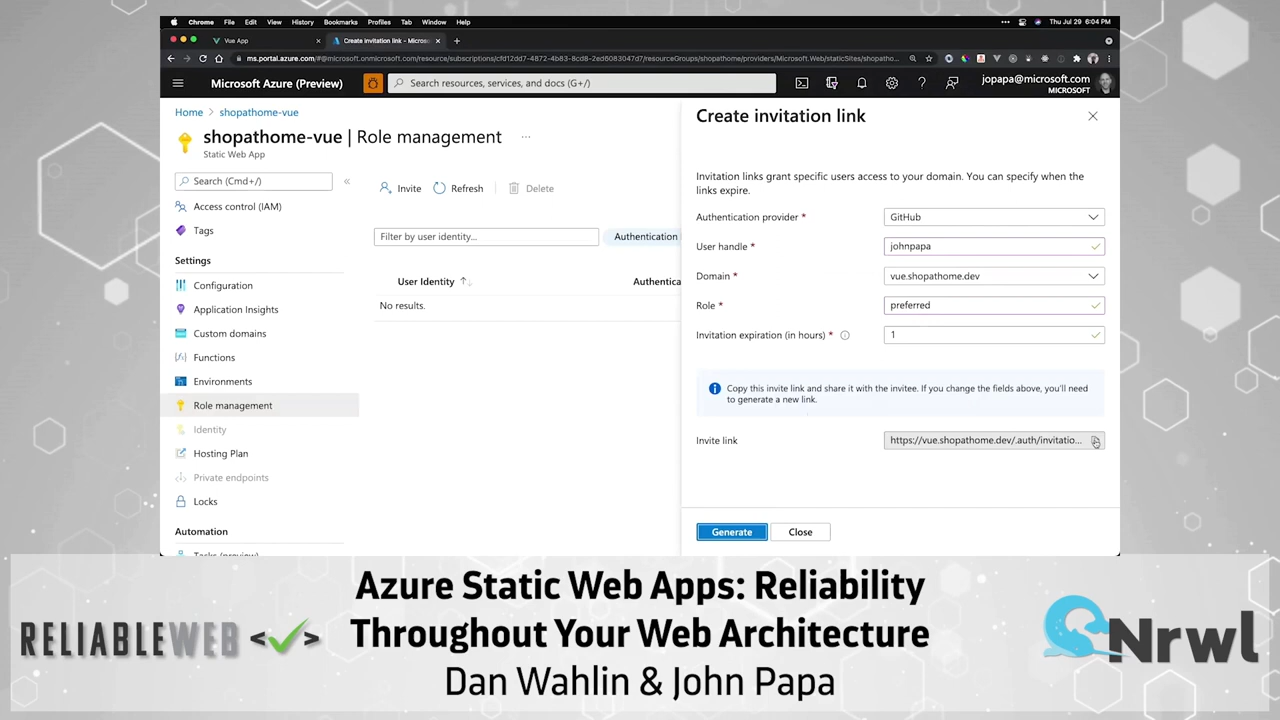 Chrome File Edit View History Bookmarks Profiles Tab Window Help
Thu Jul 29 6:04 PM
Vue App
Create invitation link - Micros
Microsoft Azure (Preview)
Search resources, services, and docs (G+/)
jopapa@microsoft.com
MICROSOFT
Home > shopathome-vue
shopathome-vue | Role management ...
Static Web App
Search (Cmd+/)
«
Access control (IAM)
Tags
Settings
Configuration
Application Insights
Custom domains
Functions
Environments
Role management
Identity
Hosting Plan
Private endpoints
Locks
Automation
Tasks (preview)
Invite Refresh Delete
Filter by user identity...
Authentication
User Identity Authentica
No results.
Create invitation link
Invitation links grant specific users access to your domain. You can specify when the
links expire.
Authentication provider * GitHub
User handle * johnpapa
Domain * vue.shopathome.dev
Role * preferred
Invitation expiration (in hours) * 1
Copy this invite link and share it with the invitee. If you change the fields above, you'll need
to generate a new link.
Invite link https://vue.shopathome.dev/.auth/invitatio...
Generate Close
Azure Static Web Apps: Reliability
Throughout Your Web Architecture
Dan Wahlin & John Papa
RELIABLEWEB
Nrwl